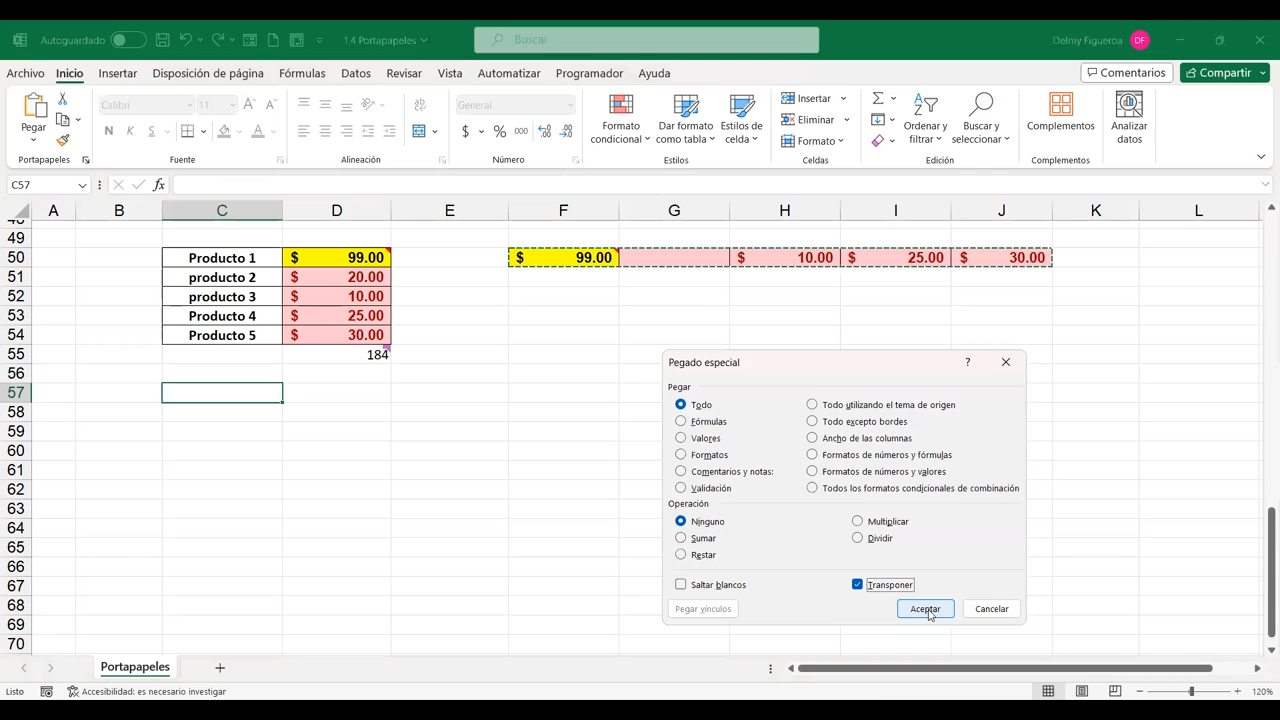 Autoguardado
1.4 Portapapeles
Buscar
Delmy Figueroa
DF
Archivo Inicio Insertar Disposición de página Fórmulas Datos Revisar Vista Automatizar Programador Ayuda
Comentarios
Compartir
Pegar
Portapapeles
Calibri
11
N K S
Fuente
Alineación
General
$ % 000
Número
Formato condicional
Dar formato como tabla
Estilos de celda
Estilos
Insertar
Eliminar
Formato
Celdas
Ordenar y filtrar
Buscar y seleccionar
Edición
Complementos
Complementos
Analizar datos
C57
fx
A B C D E F G H I J K L
48
49
50 Producto 1 $ 99.00 $ 99.00 $ 10.00 $ 25.00 $ 30.00
51 producto 2 $ 20.00
52 producto 3 $ 10.00
53 Producto 4 $ 25.00
54 Producto 5 $ 30.00
55 184
56
57
58
59
60
61
62
63
64
65
66
67
68
69
70
Pegado especial
?
Pegar
Todo
Todo utilizando el tema de origen
Fórmulas
Todo excepto bordes
Valores
Ancho de las columnas
Formatos
Formatos de números y fórmulas
Comentarios y notas:
Formatos de números y valores
Validación
Todos los formatos condicionales de combinación
Operación
Ninguno
Multiplicar
Sumar
Dividir
Restar
Saltar blancos
Transponer
Pegar vínculos
Aceptar
Cancelar
Portapapeles
Listo
Accesibilidad: es necesario investigar
120%